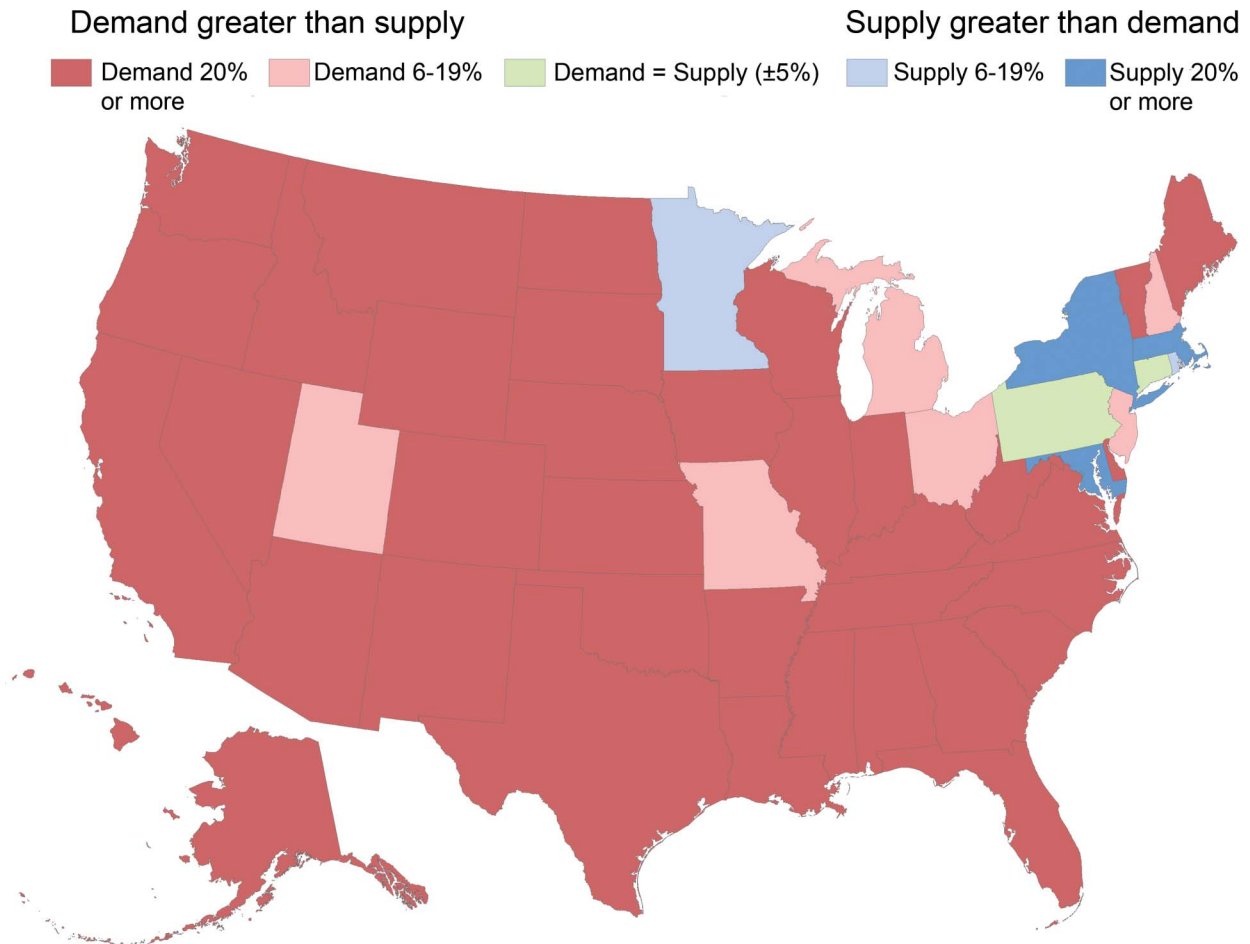 Demand greater than supply
Supply greater than demand
Demand 20%
or more
Demand 6-19%
Demand = Supply (±5%)
Supply 6-19%
Supply 20%
or more